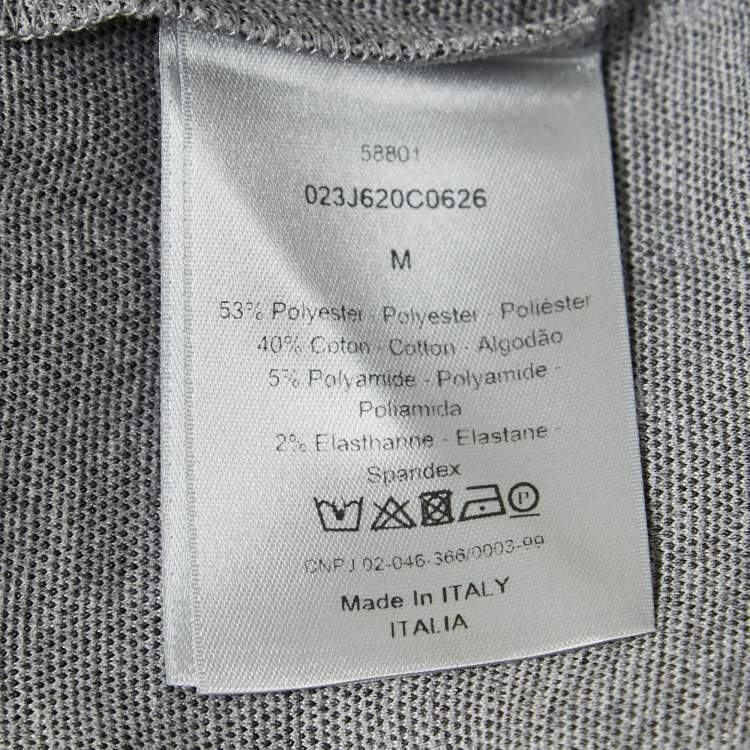 58801
023J620C0626
M
53% Polyester - Polyester - Poliéster
40% Coton - Cotton - Algodão
5% Polyamide - Polyamide -
Poliamida
2% Elasthanne - Elastane -
Spandex
P
CNPJ 02-046-366/0003-99
Made In ITALY
ITALIA